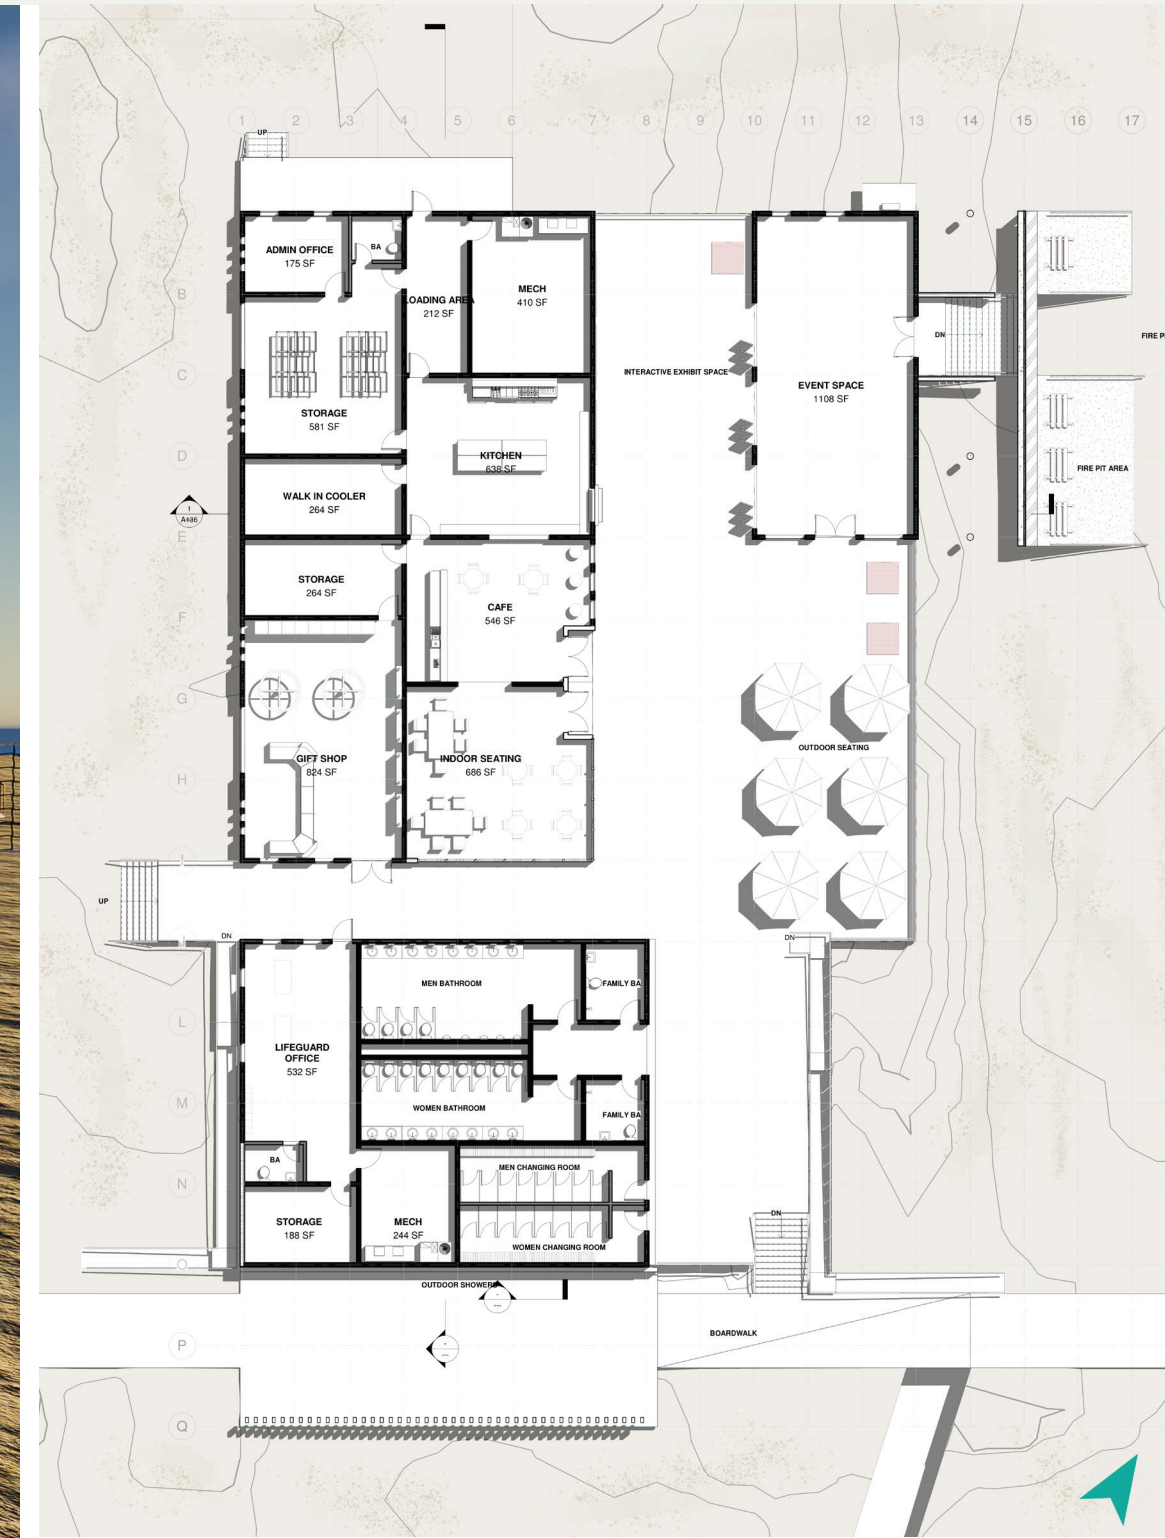 UP
1 2 3 4 5 6 7 8 9 10 11 12 13 14 15 16 17
A
ADMIN OFFICE
175 SF
BA
LOADING AREA
212 SF
MECH
410 SF
B
DN
FIRE P
C
INTERACTIVE EXHIBIT SPACE
EVENT SPACE
1108 SF
STORAGE
581 SF
D
KITCHEN
638 SF
FIRE PIT AREA
WALK IN COOLER
264 SF
1
E
STORAGE
264 SF
CAFE
546 SF
F
G
OUTDOOR SEATING
GIFT SHOP
824 SF
INDOOR SEATING
686 SF
H
UP
DN
DN
J
MEN BATHROOM
FAMILY BA
L
LIFEGUARD
OFFICE
532 SF
M
WOMEN BATHROOM
FAMILY BA
BA
MEN CHANGING ROOM
N
STORAGE
188 SF
MECH
244 SF
DN
WOMEN CHANGING ROOM
O
OUTDOOR SHOWERS
BOARDWALK
P
Q